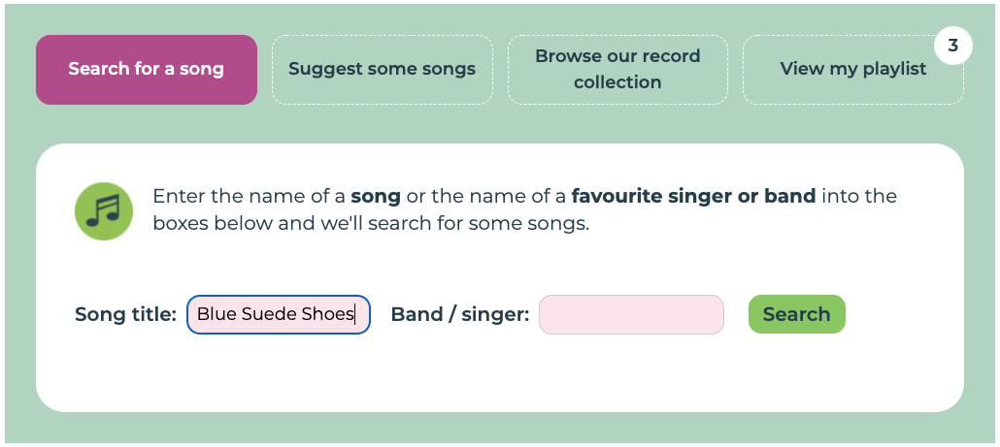 Search for a song
Suggest some songs
Browse our record
collection
View my playlist
3
Enter the name of a song or the name of a favourite singer or band into the
boxes below and we'll search for some songs.
Song title: Blue Suede Shoes Band / singer: Search